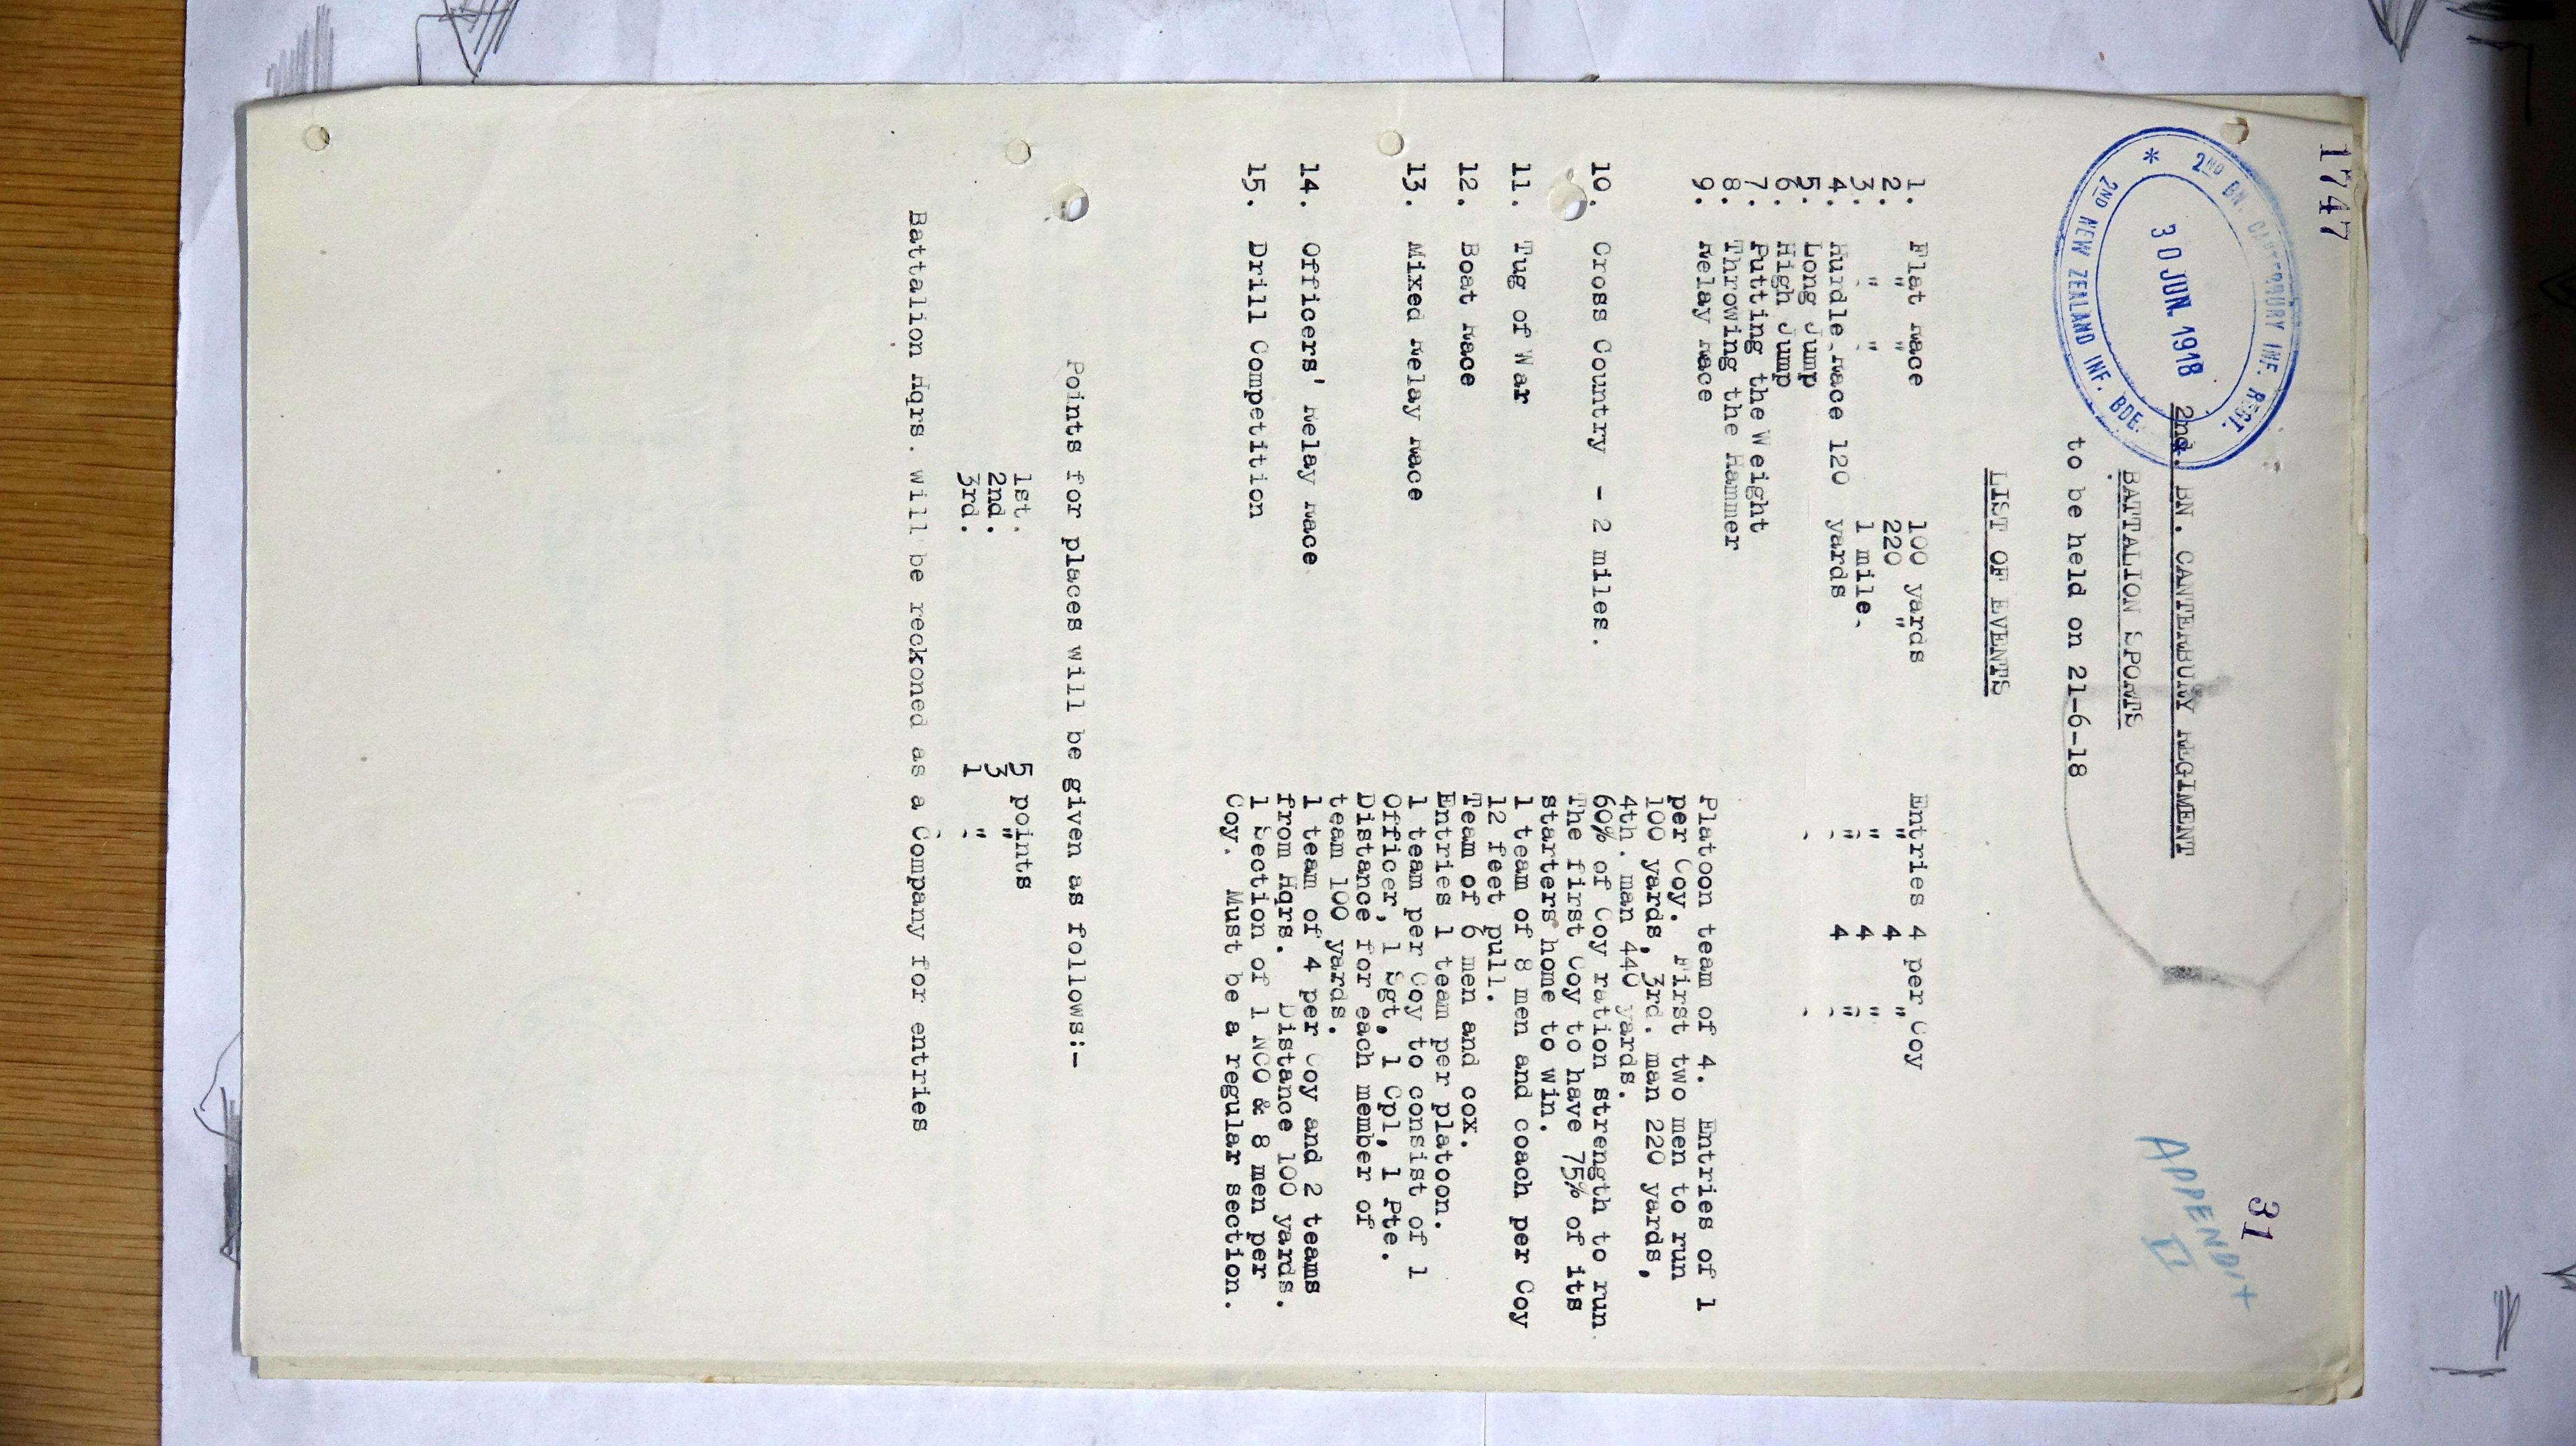 1747
31
APPENDIX
II
2ND BN. CANTERBURY INF. REGT.
30 JUN. 1918
2ND NEW ZEALAND INF. BDE.
*
2nd. BN. CANTERBURY REGIMENT
BATTALION SPORTS
to be held on 21-6-18
LIST OF EVENTS
1. Flat Race 100 yards Entries 4 per Coy
2. " " 220 " " 4 " "
3. " " 1 mile. " 4 "
4. Hurdle Race 120 yards " 4 "
5. Long Jump
6. High Jump
7. Putting the Weight
8. Throwing the Hammer
9. Relay Race Platoon team of 4. Entries of 1
per Coy. First two men to run
100 yards, 3rd. man 220 yards,
4th. man 440 yards.
10. Cross Country - 2 miles. 60% of Coy ration strength to run
The first Coy to have 75% of its
starters home to win.
11. Tug of War 1 team of 8 men and coach per Coy
12 feet pull.
12. Boat Race Team of 6 men and cox.
Entries 1 team per platoon.
13. Mixed Relay Race 1 team per Coy to consist of 1
Officer, 1 Sgt, 1 Cpl, 1 Pte.
Distance for each member of
team 100 yards.
14. Officers' Relay Race 1 team of 4 per Coy and 2 teams
from Hqrs. Distance 100 yards.
15. Drill Competition 1 Section of 1 NCO & 8 men per
Coy. Must be a regular section.
Points for places will be given as follows:-
1st. 5 points
2nd. 3 "
3rd. 1 "
Battalion Hqrs. will be reckoned as a Company for entries